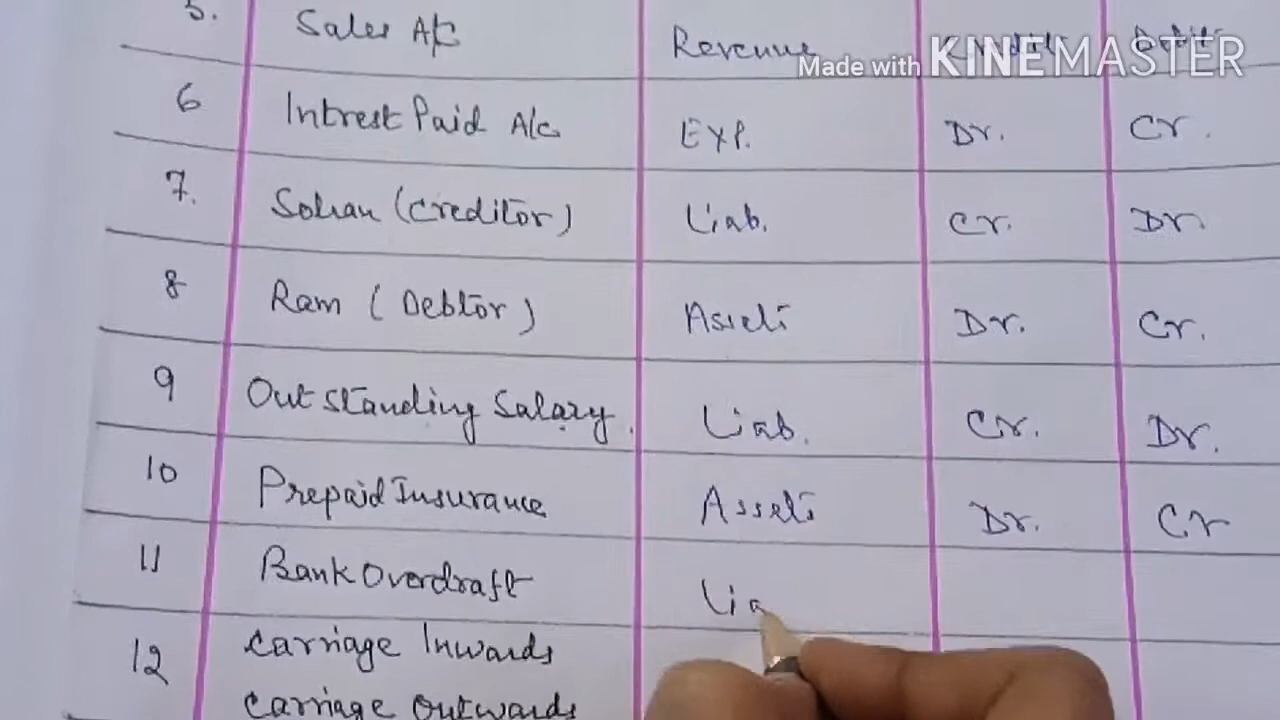 5. Sales A/C Revenue
Made with KINEMASTER
6 Intrest Paid A/c Exp. Dr. Cr.
7. Sohan (Creditor) Liab. Cr. Dr.
8 Ram (Debtor) Assets Dr. Cr.
9 Outstanding Salary. Liab. Cr. Dr.
10 Prepaid Insurance Assets Dr. Cr
11 Bank Overdraft Lia
12 Carriage Inwards
Carriage Outwards